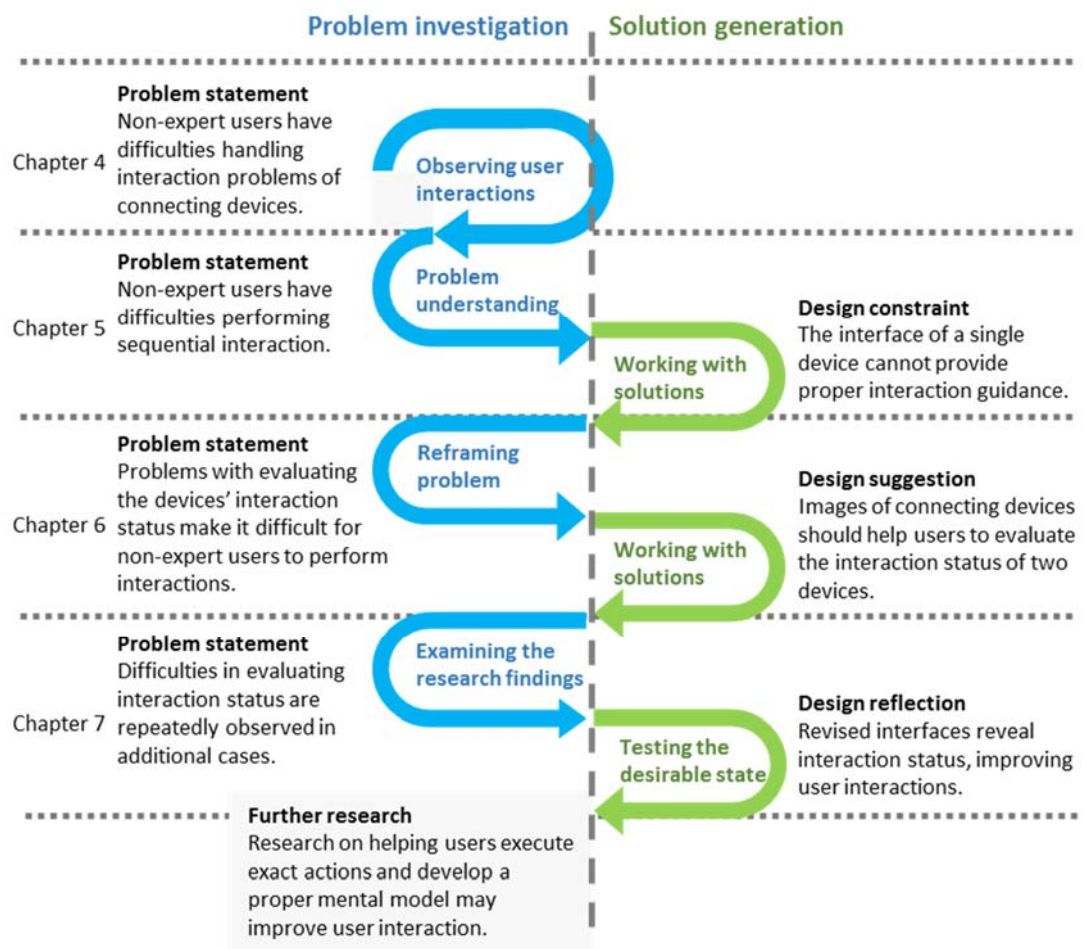 Problem investigation
Solution generation
Chapter 4
Problem statement
Non-expert users have
difficulties handling
interaction problems of
connecting devices.
Observing user
interactions
Chapter 5
Problem statement
Non-expert users have
difficulties performing
sequential interaction.
Problem
understanding
Working with
solutions
Design constraint
The interface of a single
device cannot provide
proper interaction guidance.
Chapter 6
Problem statement
Problems with evaluating
the devices’ interaction
status make it difficult for
non-expert users to perform
interactions.
Reframing
problem
Working with
solutions
Design suggestion
Images of connecting devices
should help users to evaluate
the interaction status of two
devices.
Chapter 7
Problem statement
Difficulties in evaluating
interaction status are
repeatedly observed in
additional cases.
Examining the
research findings
Testing the
desirable state
Design reflection
Revised interfaces reveal
interaction status, improving
user interactions.
Further research
Research on helping users execute
exact actions and develop a
proper mental model may
improve user interaction.